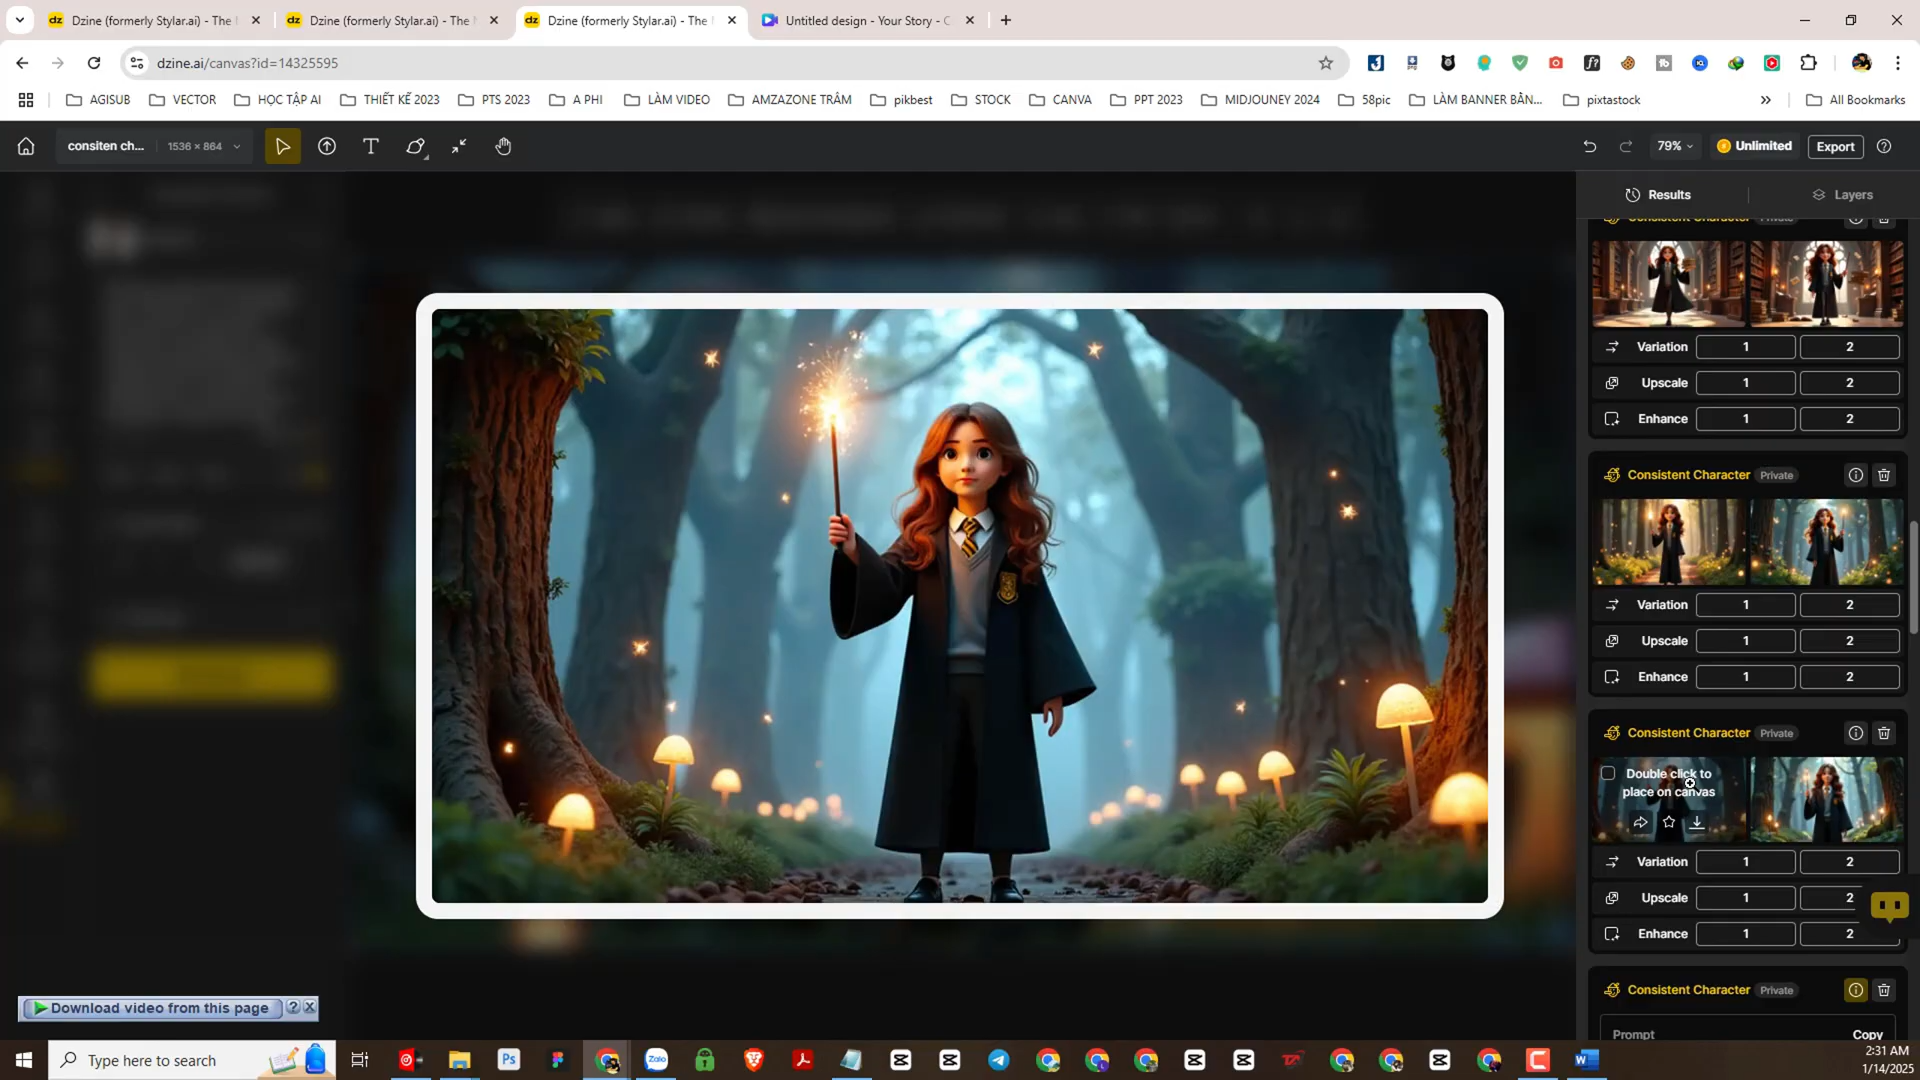 Dzine (formerly Stylar.ai) - The
Dzine (formerly Stylar.ai) - The
Dzine (formerly Stylar.ai) - The
Untitled design - Your Story - C
dzine.ai/canvas?id=14325595
AGISUB
VECTOR
HỌC TẬP AI
THIẾT KẾ 2023
PTS 2023
A PHI
LÀM VIDEO
AMZAZONE TRÂM
pikbest
STOCK
CANVA
PPT 2023
MIDJOUNEY 2024
58pic
LÀM BANNER BẰN...
pixtastock
All Bookmarks
consiten ch...
1536 × 864
79%
Unlimited
Export
Results
Layers
Consistent Character Private
Variation 1 2
Upscale 1 2
Enhance 1 2
Consistent Character Private
Variation 1 2
Upscale 1 2
Enhance 1 2
Consistent Character Private
Double click to
place on canvas
Variation 1 2
Upscale 1 2
Enhance 1 2
Consistent Character Private
Prompt Copy
Download video from this page
Type here to search
2:31 AM
1/14/2025